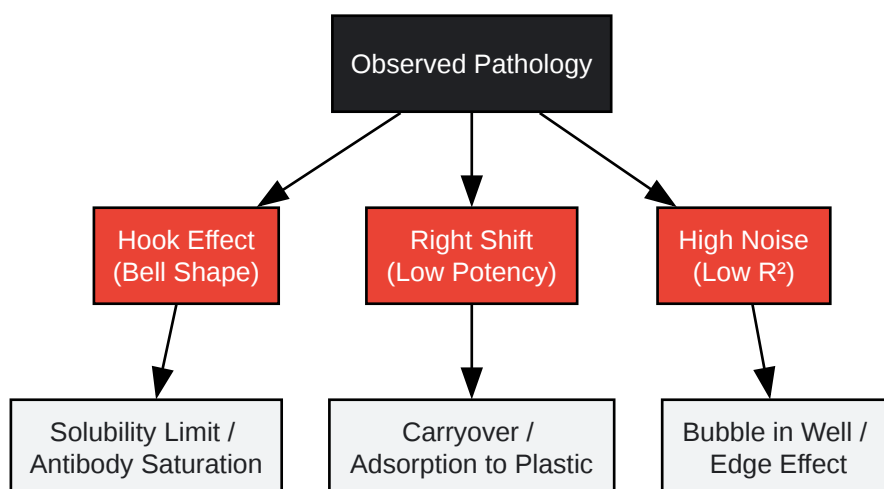 Observed Pathology
Hook Effect
(Bell Shape)
Right Shift
(Low Potency)
High Noise
(Low R²)
Solubility Limit /
Antibody Saturation
Carryover /
Adsorption to Plastic
Bubble in Well /
Edge Effect